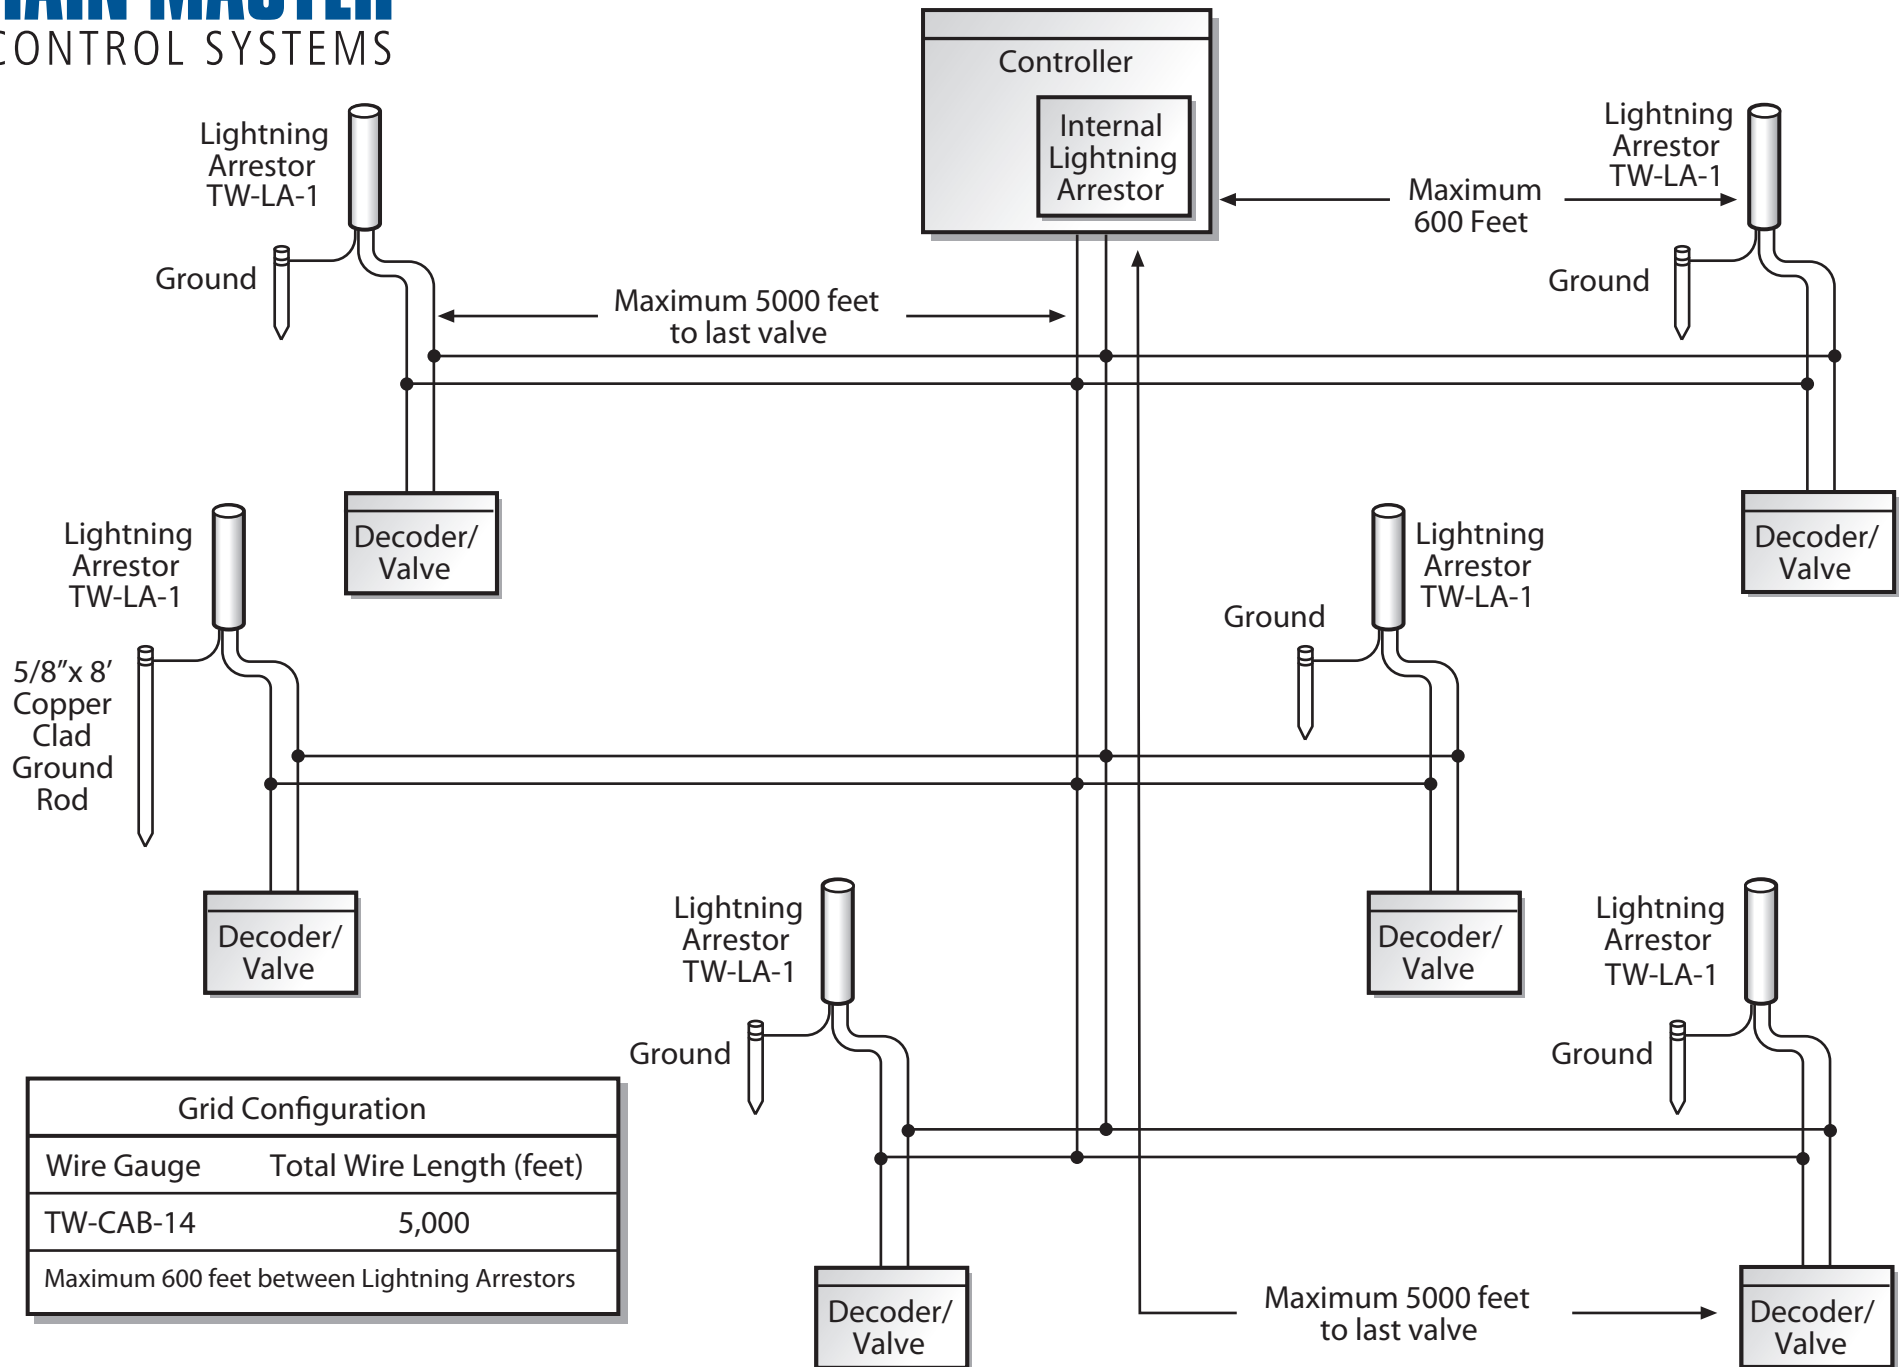 CONTROL SYSTEMS
Controller
Internal
Lightning
Arrestor
Lightning
Arrestor
TW-LA-1
Ground
Maximum 5000 feet
to last valve
Maximum
600 Feet
Lightning
Arrestor
TW-LA-1
Ground
Decoder/
Valve
Decoder/
Valve
Lightning
Arrestor
TW-LA-1
5/8”x 8’
Copper
Clad
Ground
Rod
Decoder/
Valve
Lightning
Arrestor
TW-LA-1
Ground
Decoder/
Valve
Lightning
Arrestor
TW-LA-1
Ground
Decoder/
Valve
Lightning
Arrestor
TW-LA-1
Ground
Decoder/
Valve
Maximum 5000 feet
to last valve
Grid Configuration
Wire Gauge Total Wire Length (feet)
TW-CAB-14 5,000
Maximum 600 feet between Lightning Arrestors